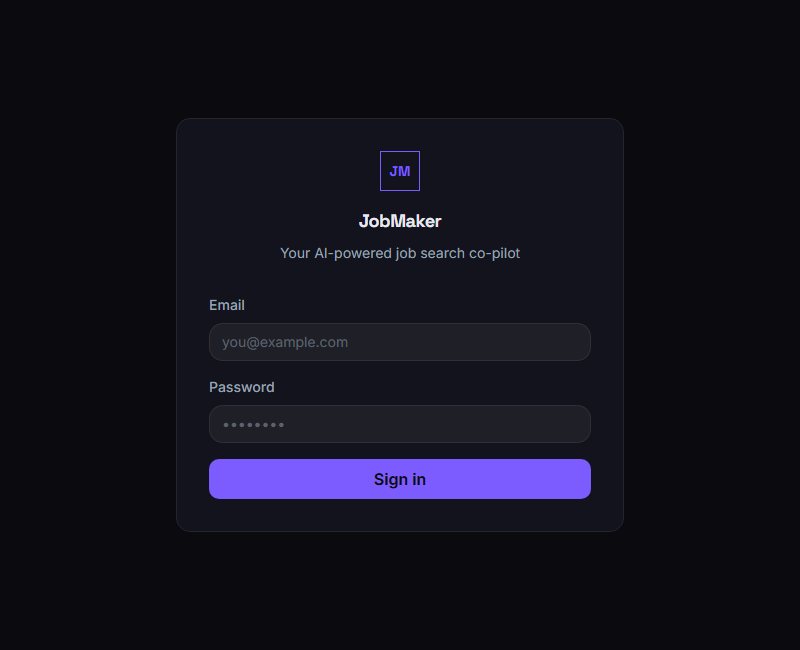 JM
JobMaker
Your AI-powered job search co-pilot
Email
you@example.com
Password
••••••••
Sign in